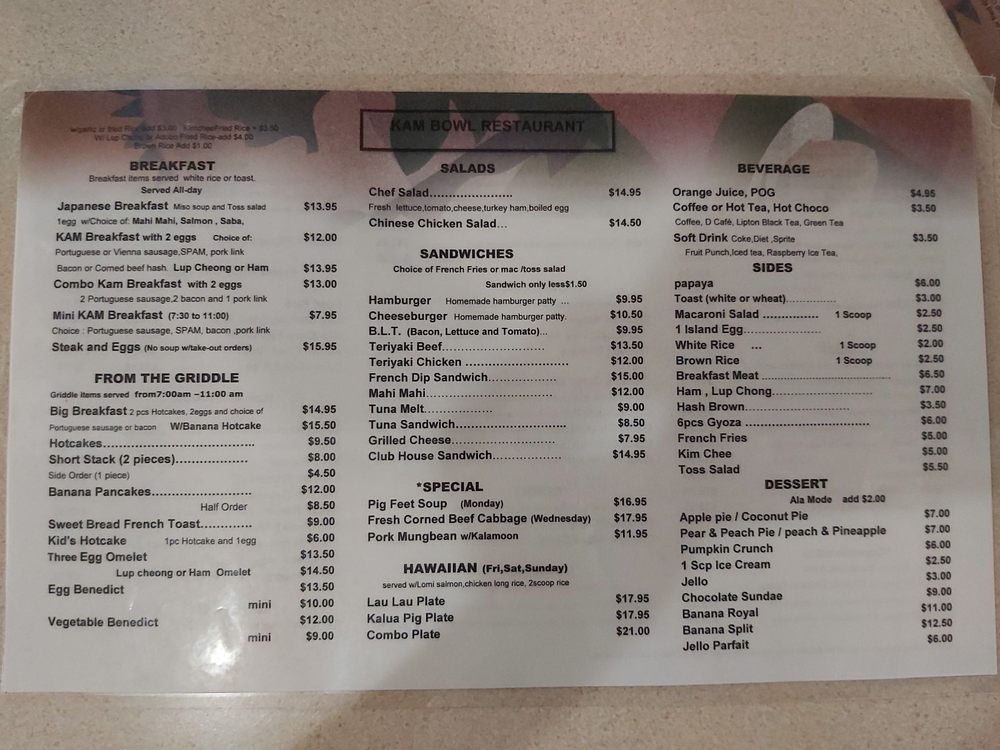 KAM BOWL RESTAURANT
Rice-add $3.00 KimcheeFried Rice + $3.50
W/ Lup Chong or Adobo Fried Rice-add $4.00
Brown Rice Add $1.00
BREAKFAST
Breakfast items served white rice or toast.
Served All-day
Japanese Breakfast Miso soup and Toss salad $13.95
1egg w/Choice of: Mahi Mahi, Salmon , Saba,
KAM Breakfast with 2 eggs Choice of: $12.00
Portuguese or Vienna sausage,SPAM, pork link
Bacon or Corned beef hash. Lup Cheong or Ham $13.95
Combo Kam Breakfast with 2 eggs $13.00
2 Portuguese sausage,2 bacon and 1 pork link
Mini KAM Breakfast (7:30 to 11:00) $7.95
Choice : Portuguese sausage, SPAM, bacon ,pork link
Steak and Eggs (No soup w/take-out orders) $15.95
FROM THE GRIDDLE
Griddle items served from7:00am –11:00 am
Big Breakfast 2 pcs Hotcakes, 2eggs and choice of $14.95
Portuguese sausage or bacon W/Banana Hotcake $15.50
Hotcakes.................................... $9.50
Short Stack (2 pieces).................. $8.00
Side Order (1 piece) $4.50
Banana Pancakes......................... $12.00
Half Order $8.50
Sweet Bread French Toast............. $9.00
Kid's Hotcake 1pc Hotcake and 1egg $6.00
Three Egg Omelet $13.50
Lup cheong or Ham Omelet $14.50
Egg Benedict $13.50
mini $10.00
Vegetable Benedict $12.00
mini $9.00
SALADS
Chef Salad..................... $14.95
Fresh lettuce,tomato,cheese,turkey ham,boiled egg
Chinese Chicken Salad... $14.50
SANDWICHES
Choice of French Fries or mac /toss salad
Sandwich only less$1.50
Hamburger Homemade hamburger patty ... $9.95
Cheeseburger Homemade hamburger patty. $10.50
B.L.T. (Bacon, Lettuce and Tomato)... $9.95
Teriyaki Beef................................ $13.50
Teriyaki Chicken ......................... $12.00
French Dip Sandwich................. $15.00
Mahi Mahi................................ $12.00
Tuna Melt................. $9.00
Tuna Sandwich................................... $8.50
Grilled Cheese.......................... $7.95
Club House Sandwich................. $14.95
*SPECIAL
Pig Feet Soup (Monday) $16.95
Fresh Corned Beef Cabbage (Wednesday) $17.95
Pork Mungbean w/Kalamoon $11.95
HAWAIIAN (Fri,Sat,Sunday)
served w/Lomi salmon,chicken long rice, 2scoop rice
Lau Lau Plate $17.95
Kalua Pig Plate $17.95
Combo Plate $21.00
BEVERAGE
Orange Juice, POG $4.95
Coffee or Hot Tea, Hot Choco $3.50
Coffee, D Café, Lipton Black Tea, Green Tea
Soft Drink Coke,Diet ,Sprite $3.50
Fruit Punch,Iced tea, Raspberry Ice Tea,
SIDES
papaya $6.00
Toast (white or wheat).............. $3.00
Macaroni Salad .............. 1 Scoop $2.50
1 Island Egg........................ $2.50
White Rice ... 1 Scoop $2.00
Brown Rice 1 Scoop $2.50
Breakfast Meat ........................................ $6.50
Ham , Lup Chong......................... $7.00
Hash Brown................................ $3.50
6pcs Gyoza ............................... $6.00
French Fries $5.00
Kim Chee $5.00
Toss Salad $5.50
DESSERT
Ala Mode add $2.00
Apple pie / Coconut Pie $7.00
Pear & Peach Pie / peach & Pineapple $7.00
Pumpkin Crunch $6.00
1 Scp Ice Cream $2.50
Jello $3.00
Chocolate Sundae $9.00
Banana Royal $11.00
Banana Split $12.50
Jello Parfait $6.00